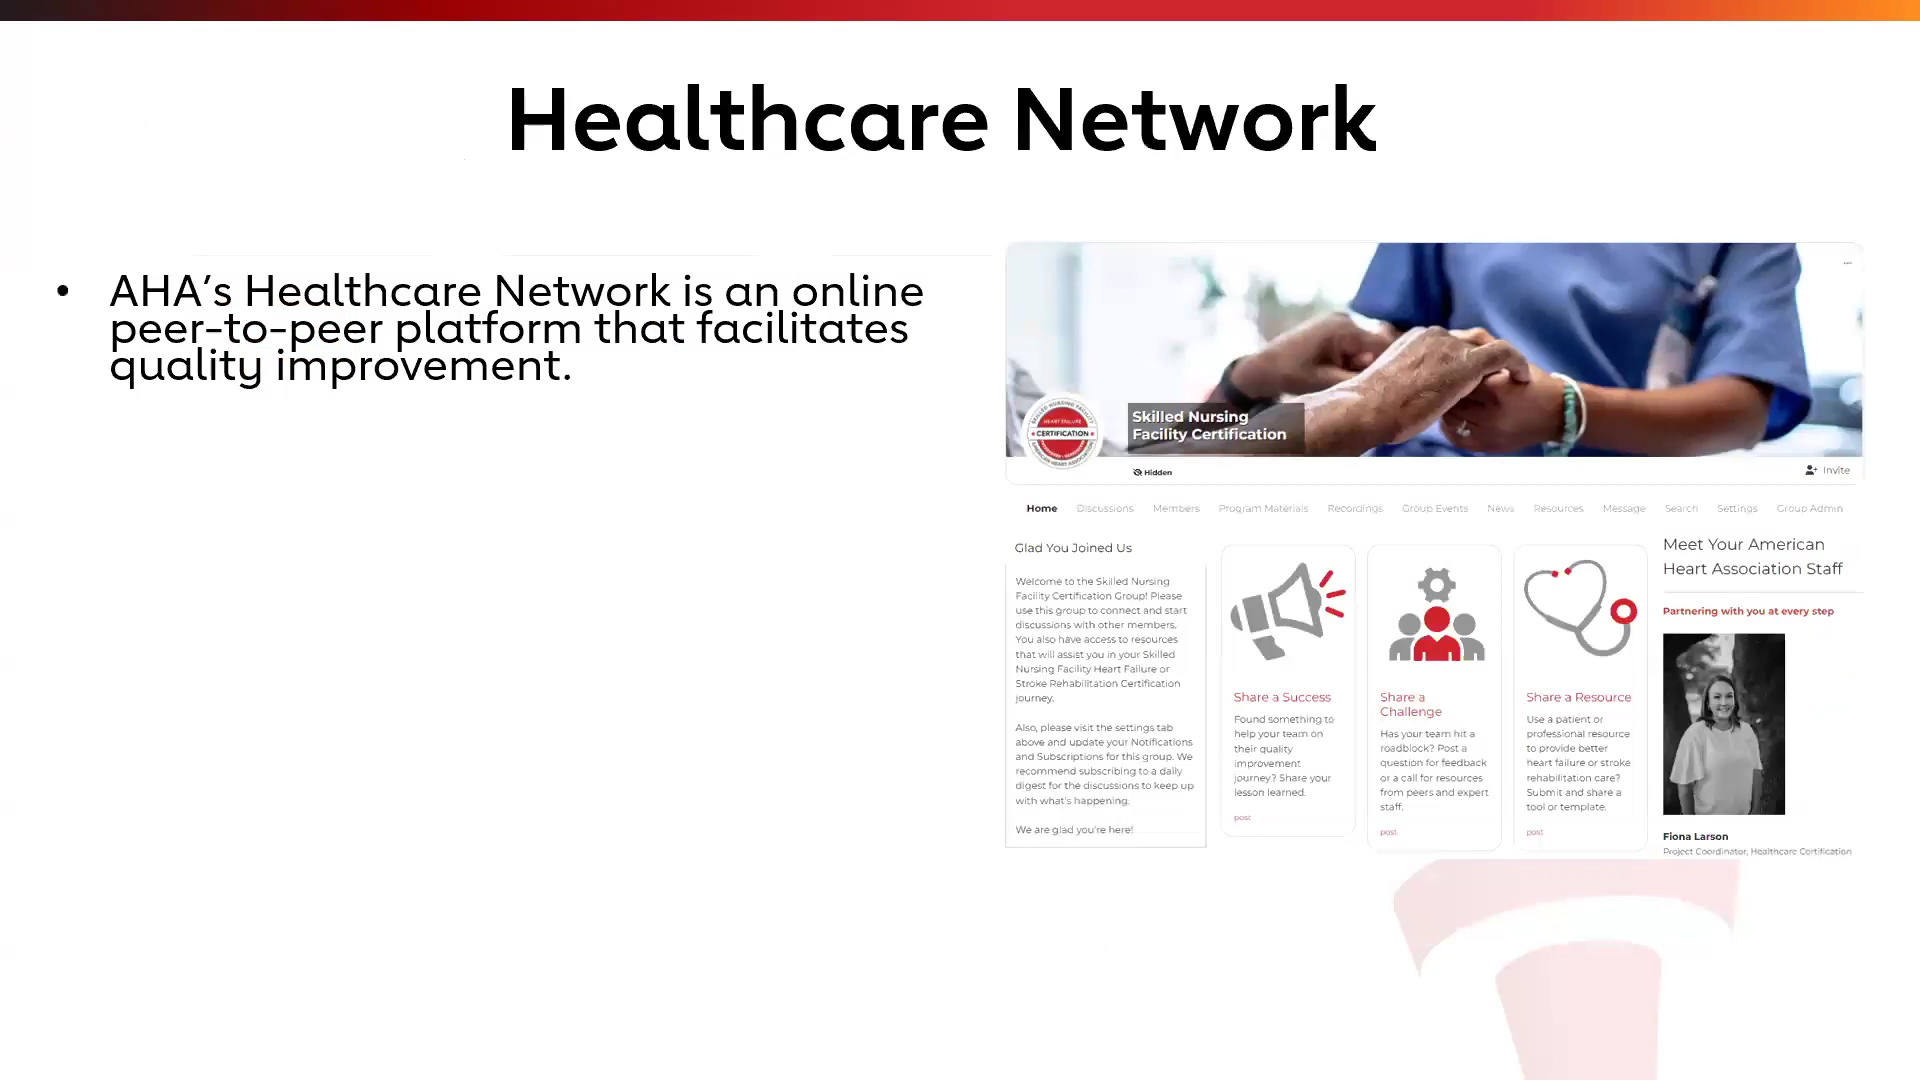 Healthcare Network
• AHA's Healthcare Network is an online
peer-to-peer platform that facilitates
quality improvement.
SKILLED NURSING FACILITY
HEART FAILURE
CERTIFICATION
AMERICAN HEART ASSOCIATION
Skilled Nursing
Facility Certification
Hidden
Invite
Home Discussions Members Program Materials Recordings Group Events News Resources Message Search Settings Group Admin
Glad You Joined Us
Welcome to the Skilled Nursing
Facility Certification Group! Please
use this group to connect and start
discussions with other members.
You also have access to resources
that will assist you in your Skilled
Nursing Facility Heart Failure or
Stroke Rehabilitation Certification
journey.
Also, please visit the settings tab
above and update your Notifications
and Subscriptions for this group. We
recommend subscribing to a daily
digest for the discussions to keep up
with what's happening.
We are glad you're here!
Share a Success
Found something to
help your team on
their quality
improvement
journey? Share your
lesson learned.
post
Share a
Challenge
Has your team hit a
roadblock? Post a
question for feedback
or a call for resources
from peers and expert
staff.
post
Share a Resource
Use a patient or
professional resource
to provide better
heart failure or stroke
rehabilitation care?
Submit and share a
tool or template.
post
Meet Your American
Heart Association Staff
Partnering with you at every step
Fiona Larson
Project Coordinator, Healthcare Certification